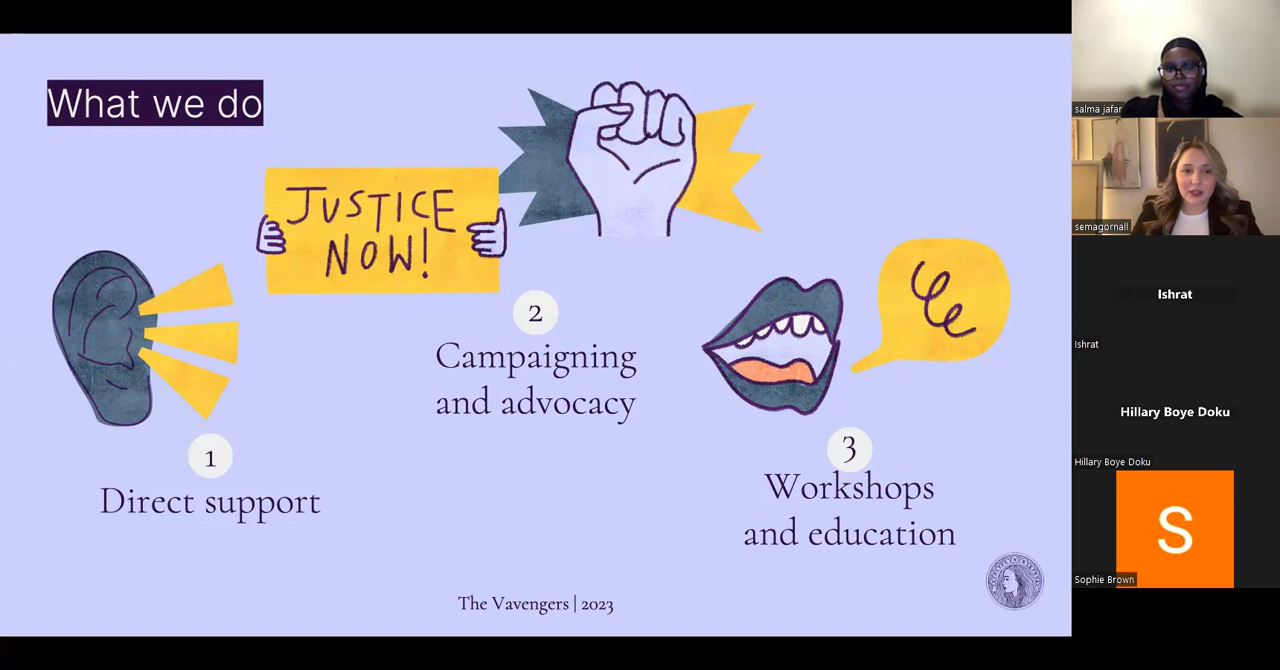 What we do
JUSTICE
NOW!
1
Direct support
2
Campaigning
and advocacy
3
Workshops
and education
The Vavengers | 2023
salma jafar
semagornall
Ishrat
Ishrat
Hillary Boye Doku
Hillary Boye Doku
S
Sophie Brown